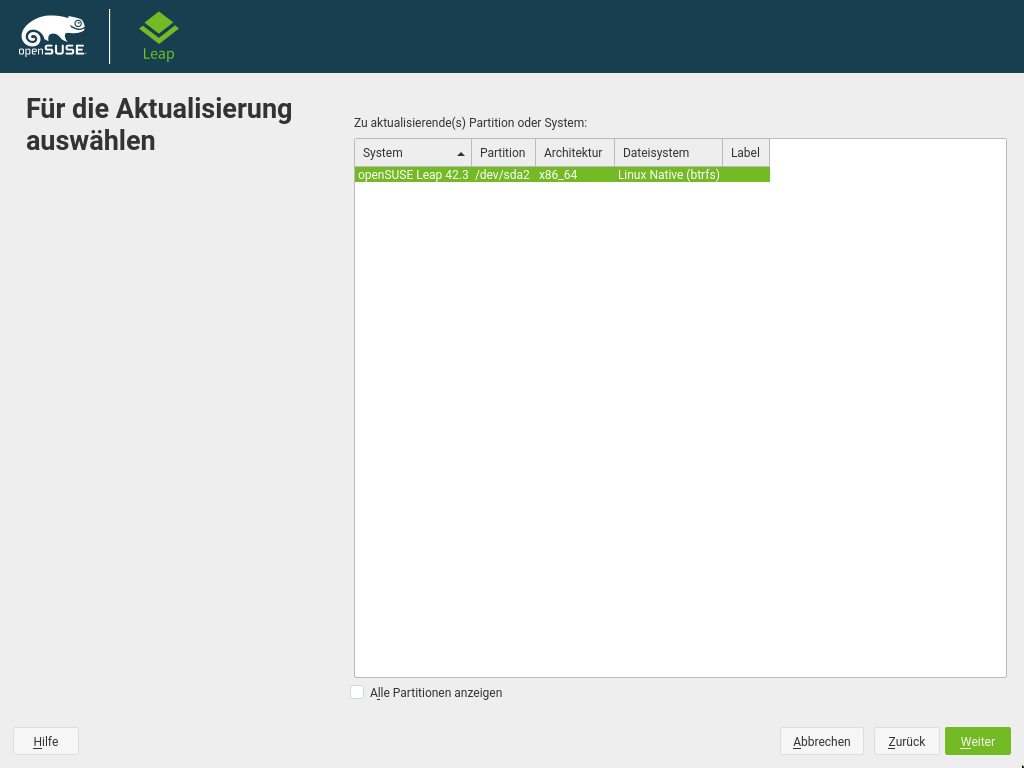 openSUSE
Leap
Für die Aktualisierung
auswählen
Zu aktualisierende(s) Partition oder System:
System Partition Architektur Dateisystem Label
openSUSE Leap 42.3 /dev/sda2 x86_64 Linux Native (btrfs)
Alle Partitionen anzeigen
Hilfe Abbrechen Zurück Weiter